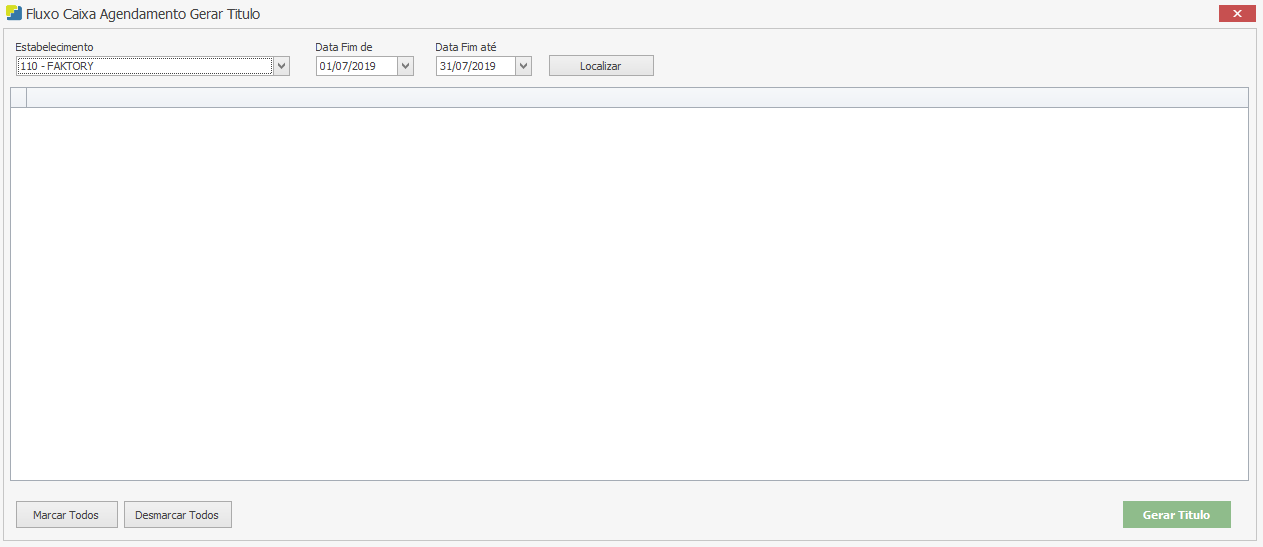 Fluxo Caixa Agendamento Gerar Titulo
Estabelecimento
Data Fim de
Data Fim até
110 - FAKTORY
01/07/2019
31/07/2019
Localizar
Marcar Todos
Desmarcar Todos
Gerar Titulo